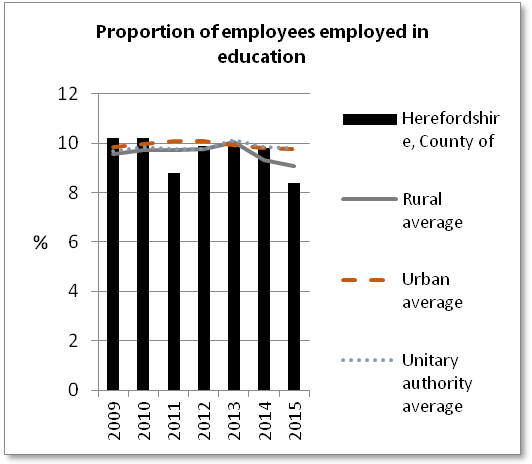 Proportion of employees employed in
education
12
10
8
6
4
2
0
%
2009
2010
2011
2012
2013
2014
2015
Herefordshir
e, County of
Rural
average
Urban
average
Unitary
authority
average